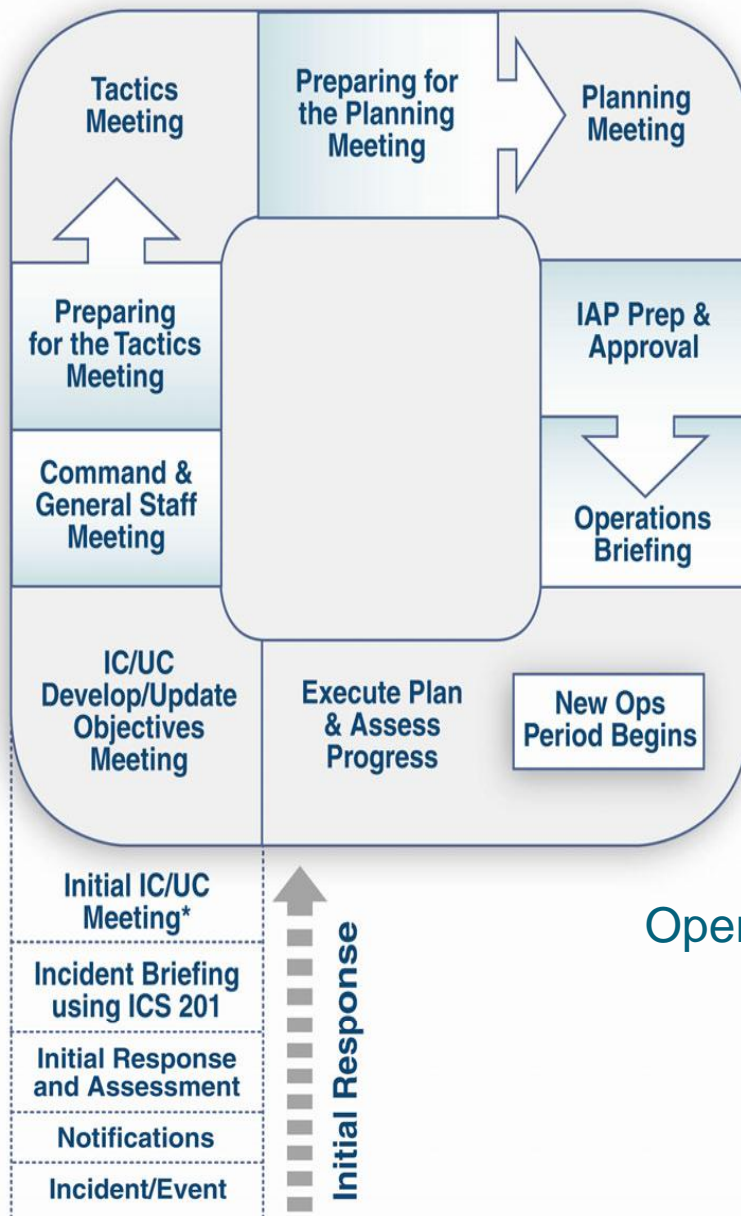 Tactics
Meeting
Preparing for
the Planning
Meeting
Planning
Meeting
Preparing
for the Tactics
Meeting
IAP Prep &
Approval
Command &
General Staff
Meeting
Operations
Briefing
IC/UC
Develop/Update
Objectives
Meeting
Execute Plan
& Assess
Progress
New Ops
Period Begins
Initial IC/UC
Meeting*
Incident Briefing
using ICS 201
Initial Response
and Assessment
Notifications
Incident/Event
Initial Response
Oper